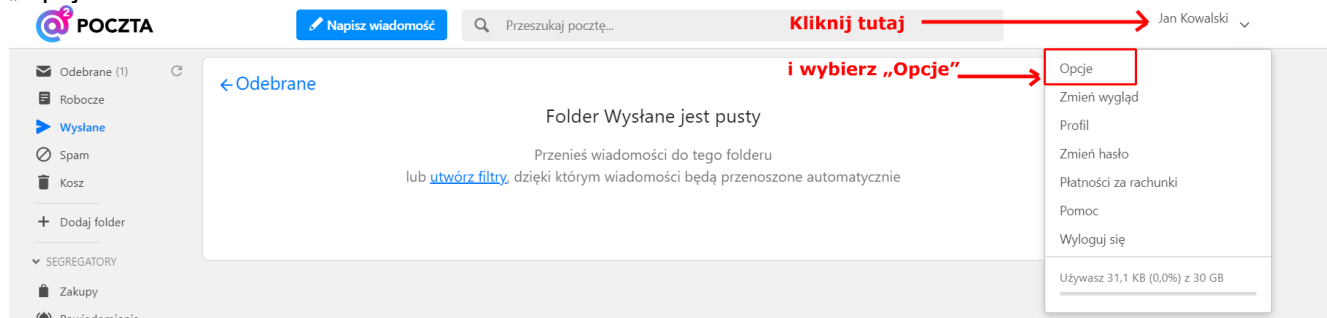 a2 POCZTA
Napisz wiadomość
Przeszukaj pocztę...
Kliknij tutaj
Jan Kowalski
Odebrane (1)
Robocze
Wysłane
Spam
Kosz
Dodaj folder
SEGREGATORY
Zakupy
Powiadomienia
←Odebrane
Folder Wysłane jest pusty
Przenieś wiadomości do tego folderu
lub utwórz filtry, dzięki którym wiadomości będą przenoszone automatycznie
i wybierz „Opcje”
Opcje
Zmień wygląd
Profil
Zmień hasło
Płatności za rachunki
Pomoc
Wyloguj się
Używasz 31,1 KB (0,0%) z 30 GB